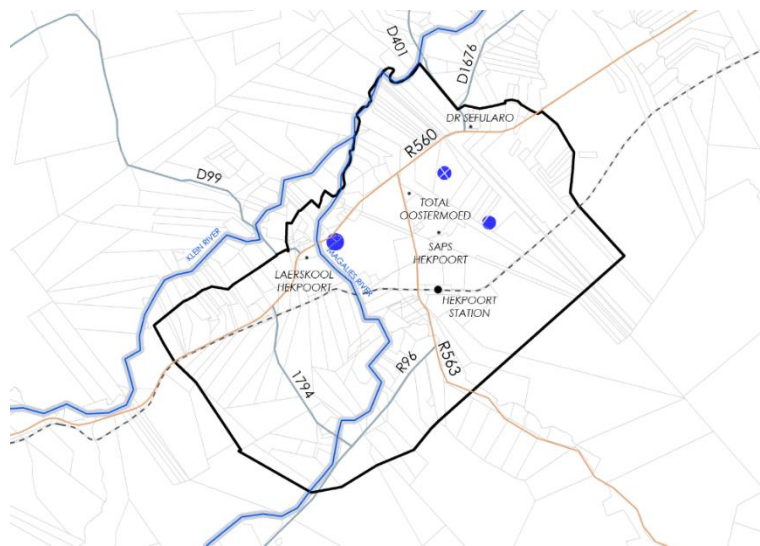 D401
D1676
DR SEFULARO
R560
D99
TOTAL
OOSTERMOED
KLEIN RIVER
SAPS
HEKPOORT
MAGALIES RIVER
LAERSKOOL
HEKPOORT
HEKPOORT
STATION
R563
R96
1794